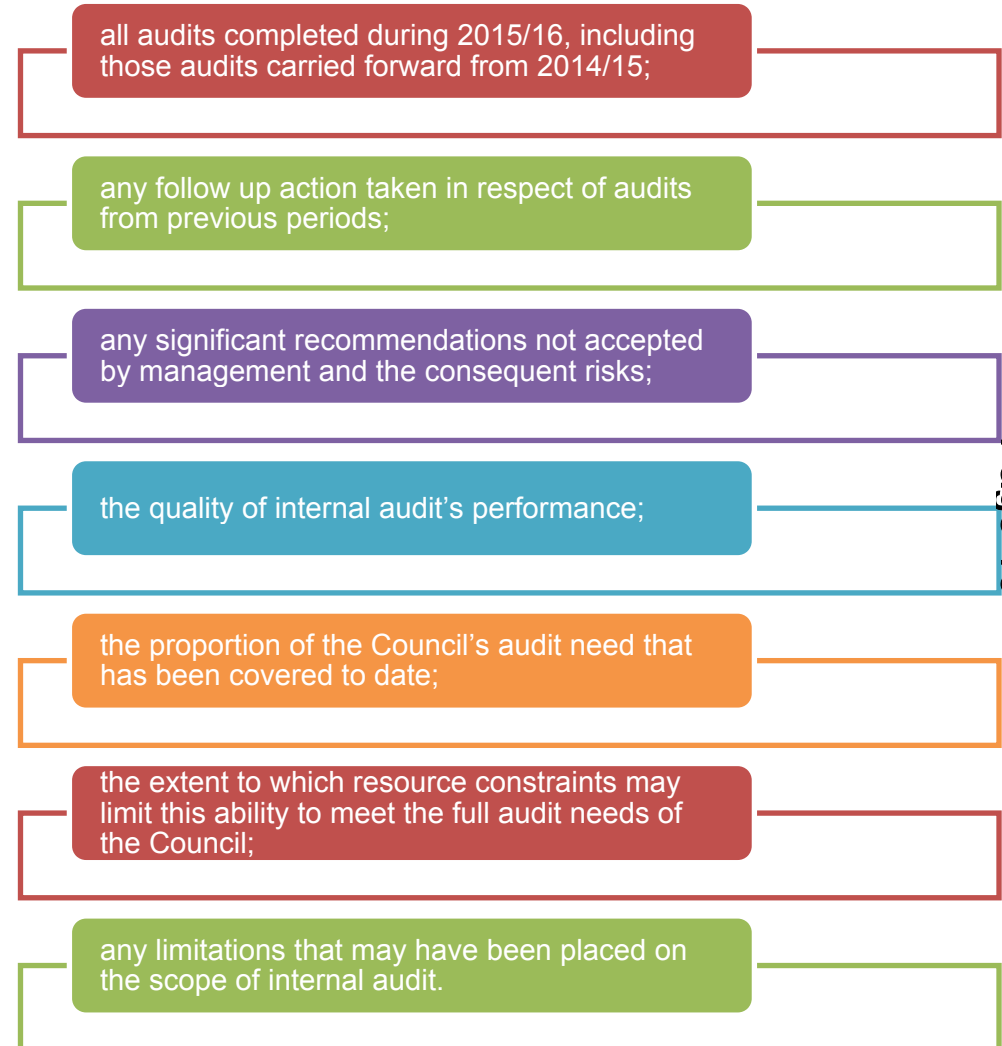 all audits completed during 2015/16, including
those audits carried forward from 2014/15;
any follow up action taken in respect of audits
from previous periods;
any significant recommendations not accepted
by management and the consequent risks;
the quality of internal audit’s performance;
the proportion of the Council’s audit need that
has been covered to date;
the extent to which resource constraints may
limit this ability to meet the full audit needs of
the Council;
any limitations that may have been placed on
the scope of internal audit.